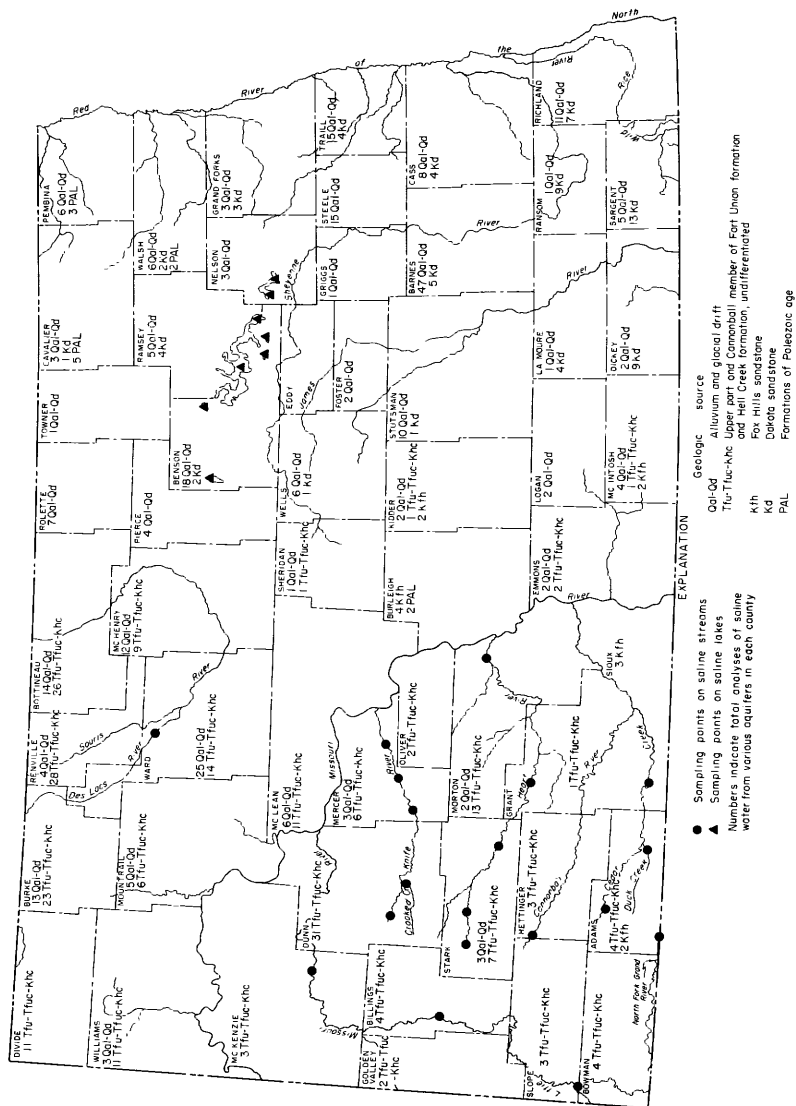 DIVIDE
11 Tfu-Tfuc-Khc
BURKE
13 Qal-Qd
23 Tfu-Tfuc-Khc
RENVILLE
4 Qal-Qd
28 Tfu-Tfuc-Khc
BOTTINEAU
14 Qal-Qd
26 Tfu-Tfuc-Khc
ROLETTE
7 Qal-Qd
TOWNER
1 Qal-Qd
CAVALIER
3 Qal-Qd
1 Kd
5 PAL
PEMBINA
6 Qal-Qd
3 PAL
Red
River
of
the
North
WILLIAMS
3 Qal-Qd
11 Tfu-Tfuc-Khc
MOUNTRAIL
15 Qal-Qd
6 Tfu-Tfuc-Khc
Des Lacs
River
Souris
River
WARD
25 Qal-Qd
14 Tfu-Tfuc-Khc
MC HENRY
12 Qal-Qd
9 Tfu-Tfuc-Khc
PIERCE
4 Qal-Qd
BENSON
18 Qal-Qd
2 Kd
RAMSEY
5 Qal-Qd
4 Kd
WALSH
6 Qal-Qd
2 Kd
2 PAL
NELSON
3 Qal-Qd
GRAND FORKS
3 Qal-Qd
3 Kd
MC KENZIE
3 Tfu-Tfuc-Khc
MC LEAN
6 Qal-Qd
11 Tfu-Tfuc-Khc
SHERIDAN
1 Qal-Qd
1 Tfu-Tfuc-Khc
WELLS
6 Qal-Qd
1 Kd
EDDY
James
Sheyenne
River
FOSTER
2 Qal-Qd
GRIGGS
1 Qal-Qd
STEELE
15 Qal-Qd
TRAILL
15 Qal-Qd
4 Kd
DUNN
31 Tfu-Tfuc-Khc
MERCER
3 Qal-Qd
6 Tfu-Tfuc-Khc
Missouri
River
Crooked Cr
Knife
River
OLIVER
2 Tfu-Tfuc-Khc
GOLDEN
VALLEY
2 Tfu-Tfuc
-Khc
BILLINGS
4 Tfu-Tfuc-Khc
Little
Missouri
BURLEIGH
4 Kfh
2 PAL
KIDDER
2 Qal-Qd
1 Tfu-Tfuc-Khc
2 Kfh
STUTSMAN
10 Qal-Qd
1 Kd
BARNES
47 Qal-Qd
5 Kd
CASS
8 Qal-Qd
4 Kd
STARK
3 Qal-Qd
7 Tfu-Tfuc-Khc
MORTON
2 Qal-Qd
13 Tfu-Tfuc-Khc
Heart
River
SLOPE
3 Tfu-Tfuc-Khc
HETTINGER
3 Tfu-Tfuc-Khc
Cannonball
River
GRANT
1 Tfu-Tfuc-Khc
SIOUX
3 Kfh
River
EMMONS
2 Qal-Qd
2 Tfu-Tfuc-Khc
LOGAN
2 Qal-Qd
LA MOURE
1 Qal-Qd
4 Kd
River
RANSOM
1 Qal-Qd
9 Kd
RICHLAND
11 Qal-Qd
7 Kd
Wild
Rice
River
BOWMAN
4 Tfu-Tfuc-Khc
North Fork Grand
River
ADAMS
4 Tfu-Tfuc-Khc
2 Kfh
Cedar
Creek
Duck Creek
MC INTOSH
4 Qal-Qd
1 Tfu-Tfuc-Khc
2 Kfh
DICKEY
2 Qal-Qd
9 Kd
SARGENT
5 Qal-Qd
13 Kd
EXPLANATION
Sampling points on saline streams
Sampling points on saline lakes
Numbers indicate total analyses of saline
water from various aquifers in each county
Geologic source
Qal-Qd Alluvium and glacial drift
Tfu-Tfuc-Khc Upper part and Cannonball member of Fort Union formation
and Hell Creek formation, undifferentiated
Kfh Fox Hills sandstone
Kd Dakota sandstone
PAL Formations of Paleozoic age